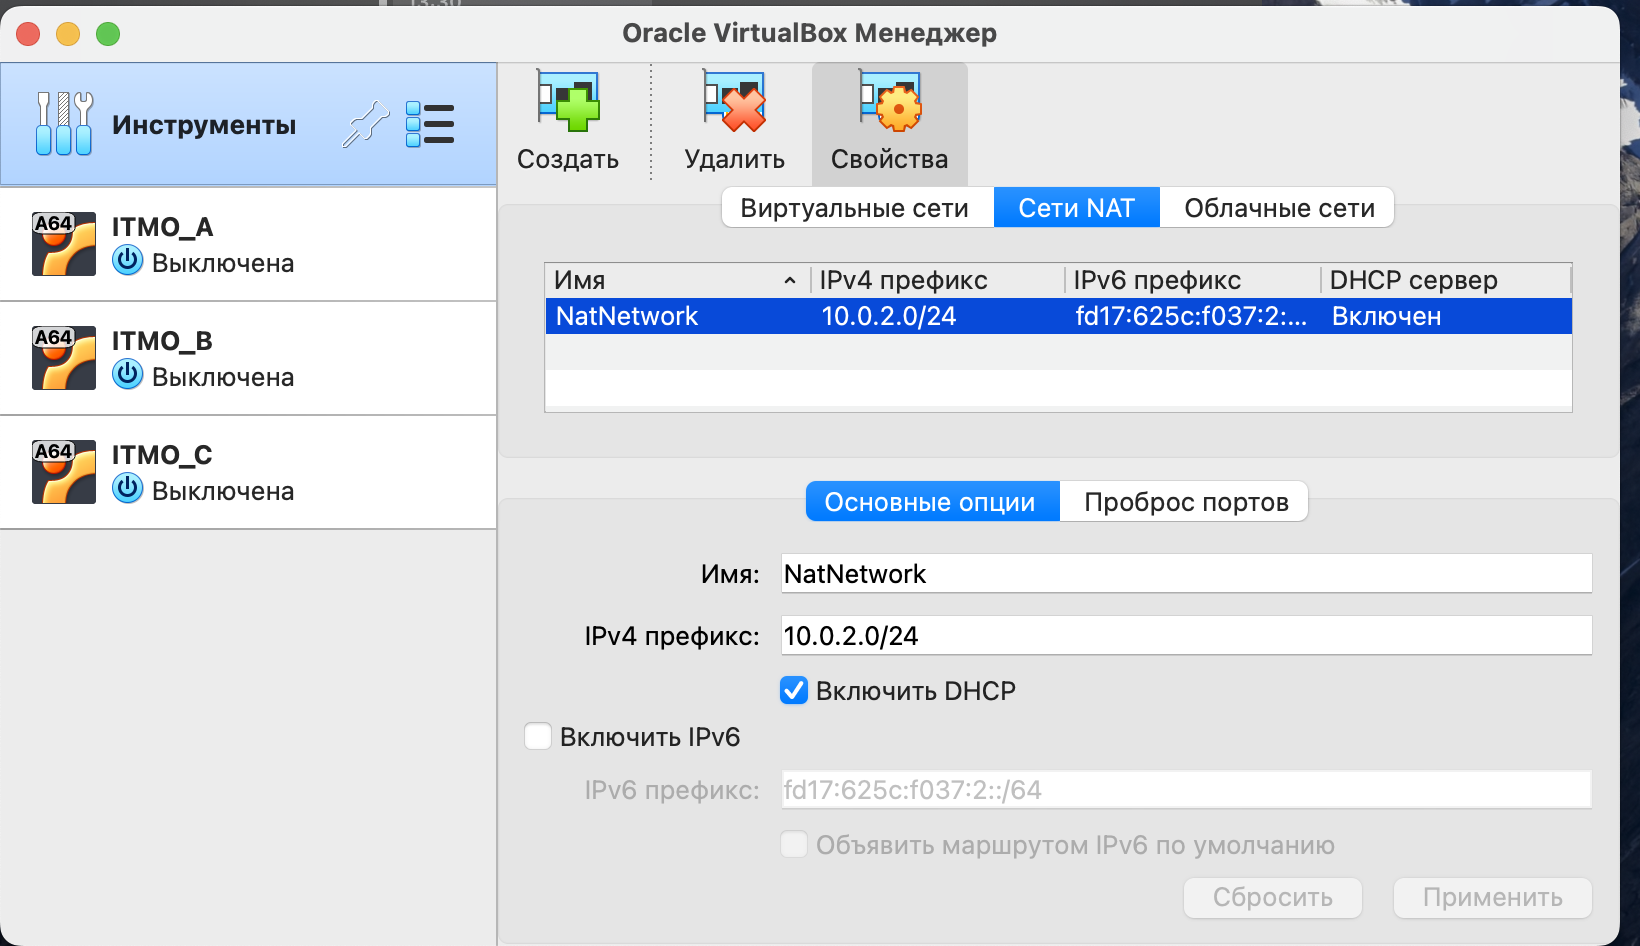 13:30
Oracle VirtualBox Менеджер
Инструменты
Создать
Удалить
Свойства
A64
ITMO_A
Выключена
A64
ITMO_B
Выключена
A64
ITMO_C
Выключена
Виртуальные сети
Сети NAT
Облачные сети
Имя
IPv4 префикс
IPv6 префикс
DHCP сервер
NatNetwork
10.0.2.0/24
fd17:625c:f037:2:...
Включен
Основные опции
Проброс портов
Имя:
NatNetwork
IPv4 префикс:
10.0.2.0/24
Включить DHCP
Включить IPv6
IPv6 префикс:
fd17:625c:f037:2::/64
Объявить маршрутом IPv6 по умолчанию
Сбросить
Применить